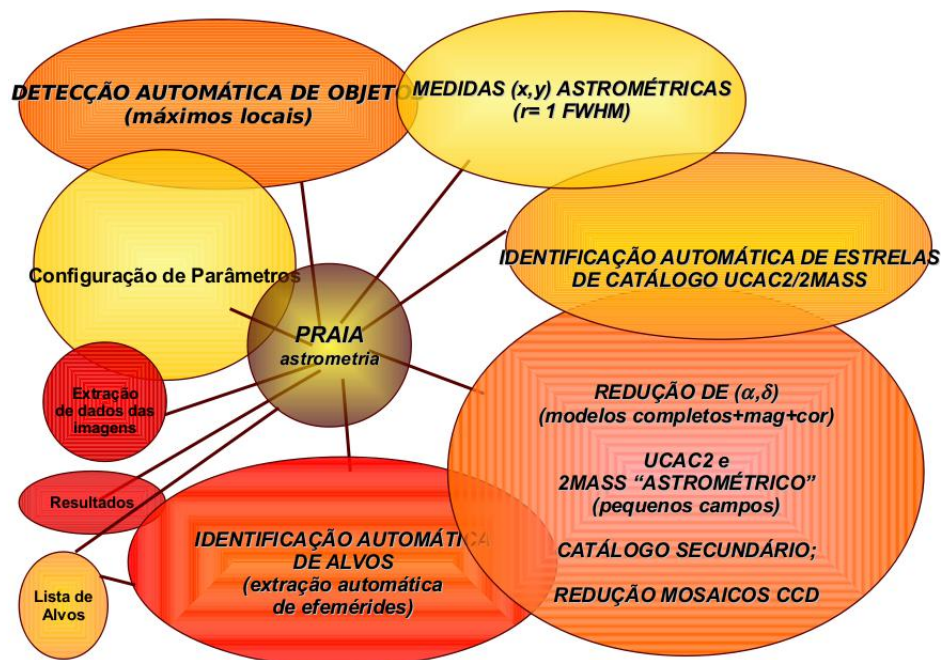 DETECÇÃO AUTOMÁTICA DE OBJETOS
(máximos locais)
MEDIDAS (x,y) ASTROMÉTRICAS
(r= 1 FWHM)
IDENTIFICAÇÃO AUTOMÁTICA DE ESTRELAS
DE CATÁLOGO UCAC2/2MASS
Configuração de Parâmetros
PRAIA
astrometria
Extração
de dados das
imagens
REDUÇÃO DE (α,δ)
(modelos completos+mag+cor)
UCAC2 e
2MASS “ASTROMÉTRICO”
(pequenos campos)
CATÁLOGO SECUNDÁRIO;
REDUÇÃO MOSAICOS CCD
Resultados
IDENTIFICAÇÃO AUTOMÁTICA
DE ALVOS
(extração automática
de efemérides)
Lista de
Alvos